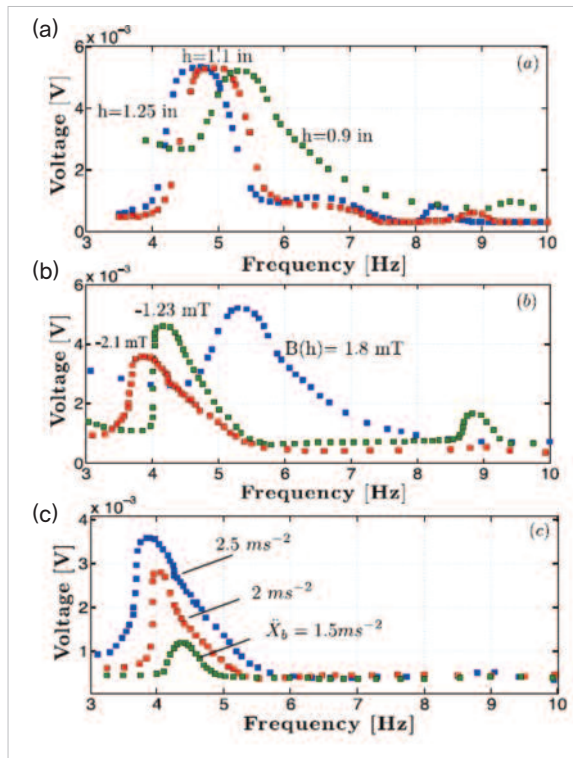 (a)
× 10⁻³
6
4
2
0
Voltage [V]
h=1.1 in
(a)
h=1.25 in
h=0.9 in
3 4 5 6 7 8 9 10
Frequency [Hz]
(b)
× 10⁻³
6
4
2
0
Voltage [V]
-1.23 mT
(b)
-2.1 mT
B(h)= 1.8 mT
3 4 5 6 7 8 9 10
Frequency [Hz]
(c)
× 10⁻³
4
3
2
1
Voltage [V]
(c)
2.5 ms⁻²
2 ms⁻²
Ẍb = 1.5ms⁻²
3 4 5 6 7 8 9 10
Frequency [Hz]